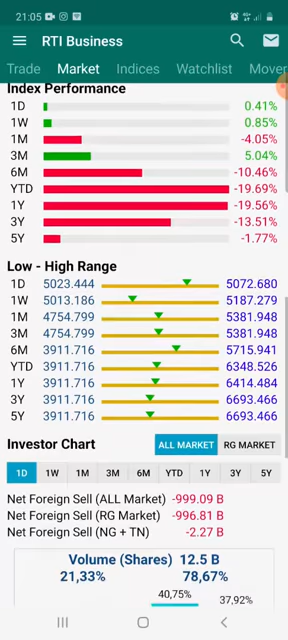 21:05
RTI Business
Trade Market Indices Watchlist Mover
Index Performance
1D 0.41%
1W 0.85%
1M -4.05%
3M 5.04%
6M -10.46%
YTD -19.69%
1Y -19.56%
3Y -13.51%
5Y -1.77%
Low - High Range
1D 5023.444 5072.680
1W 5013.186 5187.279
1M 4754.799 5381.948
3M 4754.799 5381.948
6M 3911.716 5715.941
YTD 3911.716 6348.526
1Y 3911.716 6414.484
3Y 3911.716 6693.466
5Y 3911.716 6693.466
Investor Chart ALL MARKET RG MARKET
1D 1W 1M 3M 6M YTD 1Y 3Y 5Y
Net Foreign Sell (ALL Market) -999.09 B
Net Foreign Sell (RG Market) -996.81 B
Net Foreign Sell (NG + TN) -2.27 B
Volume (Shares) 12.5 B
21,33% 78,67%
40,75%
37,92%